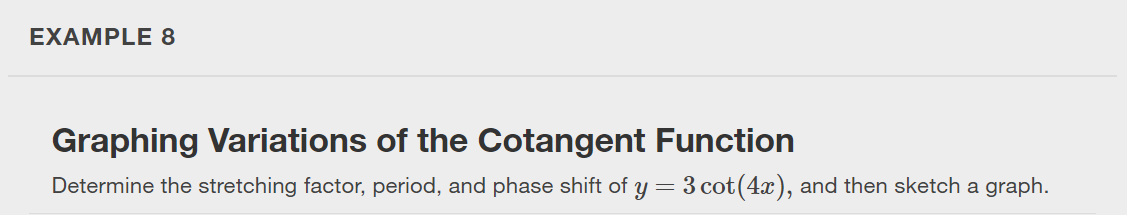 EXAMPLE 8
Graphing Variations of the Cotangent Function
Determine the stretching factor, period, and phase shift of y = 3 cot(4x), and then sketch a graph.